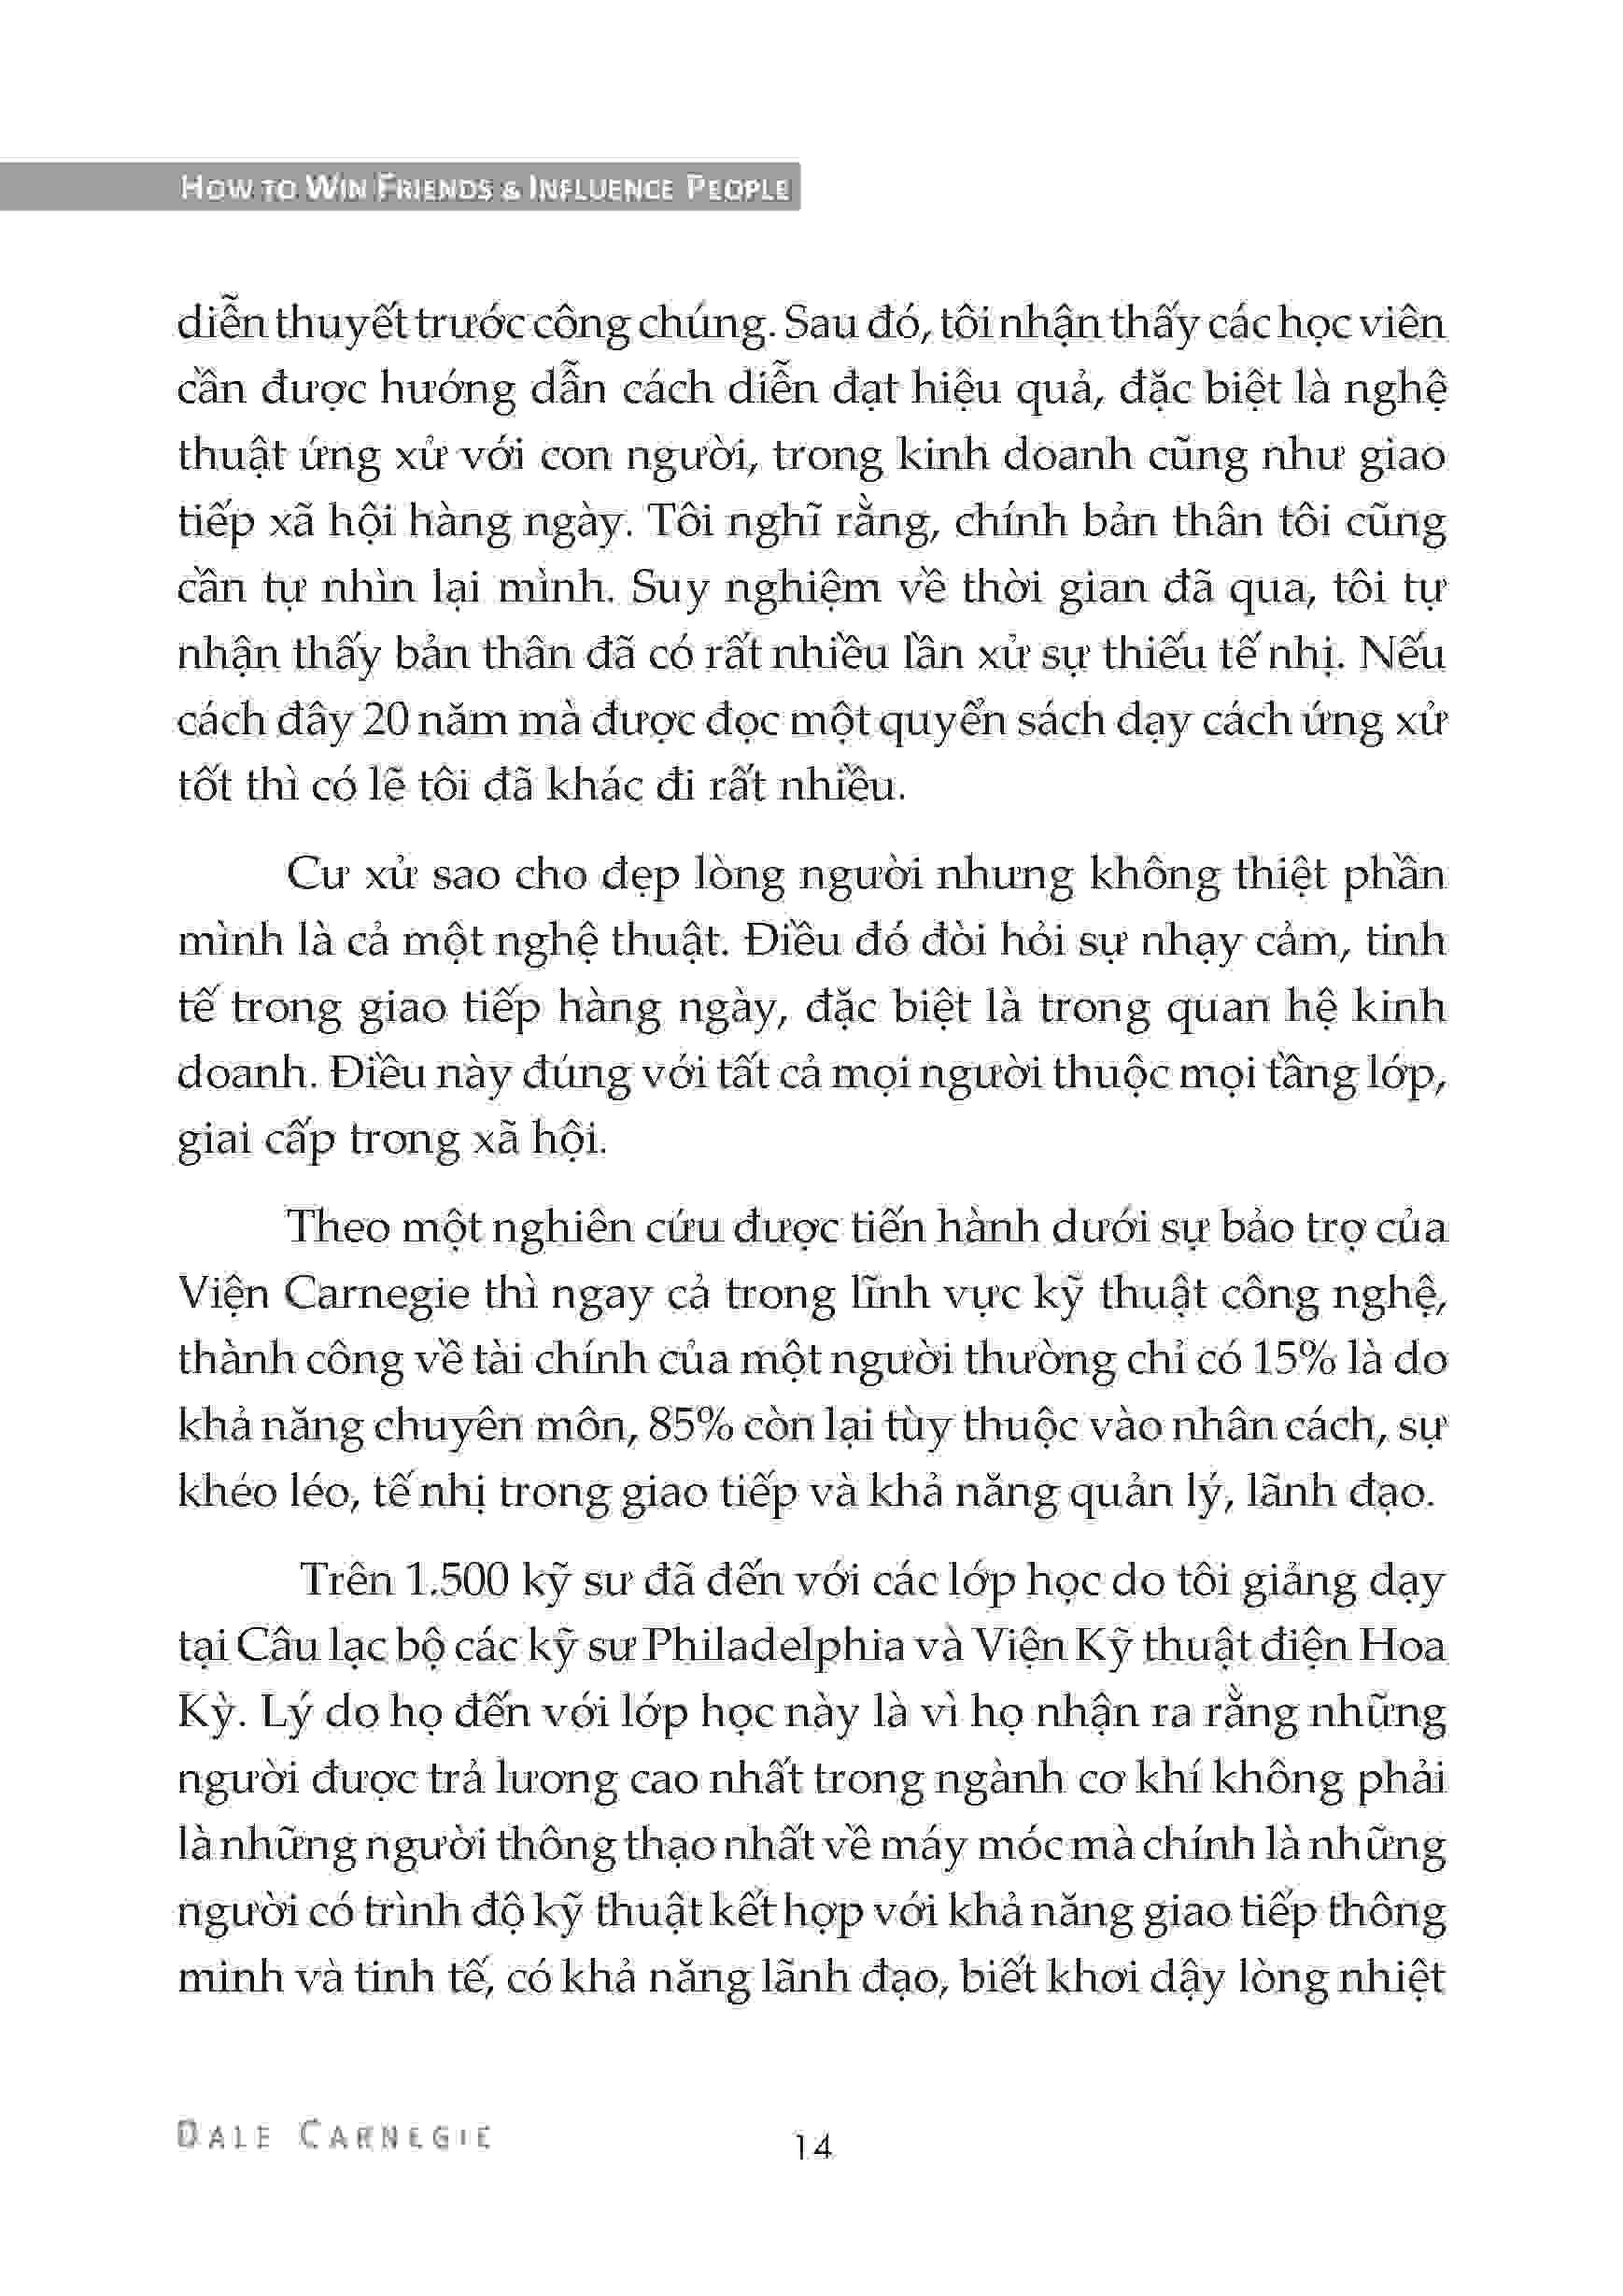 HOW TO WIN FRIENDS & INFLUENCE PEOPLE
diễn thuyết trước công chúng. Sau đó, tôi nhận thấy các học viên
cần được hướng dẫn cách diễn đạt hiệu quả, đặc biệt là nghệ
thuật ứng xử với con người, trong kinh doanh cũng như giao
tiếp xã hội hàng ngày. Tôi nghĩ rằng, chính bản thân tôi cũng
cần tự nhìn lại mình. Suy nghiệm về thời gian đã qua, tôi tự
nhận thấy bản thân đã có rất nhiều lần xử sự thiếu tế nhị. Nếu
cách đây 20 năm mà được đọc một quyển sách dạy cách ứng xử
tốt thì có lẽ tôi đã khác đi rất nhiều.
Cư xử sao cho đẹp lòng người nhưng không thiệt phần
mình là cả một nghệ thuật. Điều đó đòi hỏi sự nhạy cảm, tinh
tế trong giao tiếp hàng ngày, đặc biệt là trong quan hệ kinh
doanh. Điều này đúng với tất cả mọi người thuộc mọi tầng lớp,
giai cấp trong xã hội.
Theo một nghiên cứu được tiến hành dưới sự bảo trợ của
Viện Carnegie thì ngay cả trong lĩnh vực kỹ thuật công nghệ,
thành công về tài chính của một người thường chỉ có 15% là do
khả năng chuyên môn, 85% còn lại tùy thuộc vào nhân cách, sự
khéo léo, tế nhị trong giao tiếp và khả năng quản lý, lãnh đạo.
Trên 1.500 kỹ sư đã đến với các lớp học do tôi giảng dạy
tại Câu lạc bộ các kỹ sư Philadelphia và Viện Kỹ thuật điện Hoa
Kỳ. Lý do họ đến với lớp học này là vì họ nhận ra rằng những
người được trả lương cao nhất trong ngành cơ khí không phải
là những người thông thạo nhất về máy móc mà chính là những
người có trình độ kỹ thuật kết hợp với khả năng giao tiếp thông
minh và tinh tế, có khả năng lãnh đạo, biết khơi dậy lòng nhiệt
DALE CARNEGIE
14